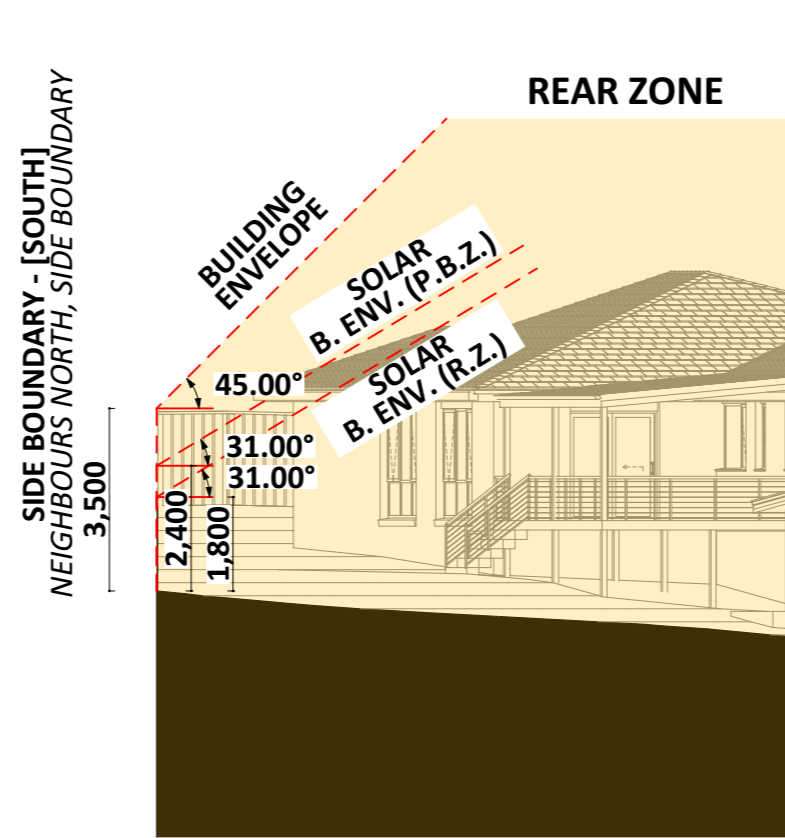 REAR ZONE
SIDE BOUNDARY - [SOUTH]
NEIGHBOURS NORTH, SIDE BOUNDARY
BUILDING
ENVELOPE
SOLAR
B. ENV. (P.B.Z.)
SOLAR
B. ENV. (R.Z.)
45.00°
31.00°
31.00°
3,500
2,400
1,800